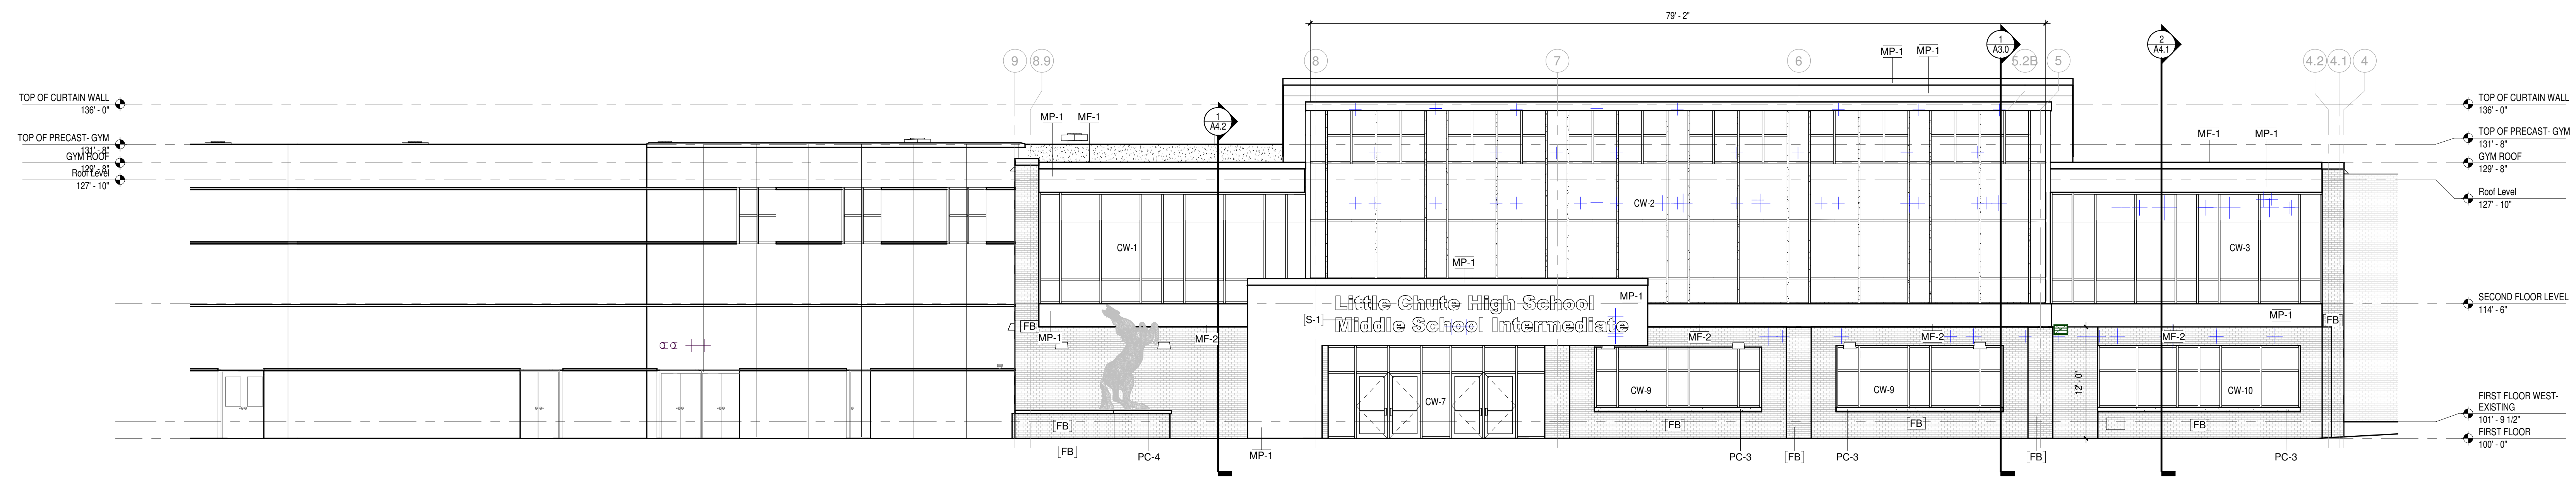 79' - 2"
1
A3.0
2
A4.1
MP-1
MP-1
9
8.9
8
7
6
5.2B
5
4.2
4.1
4
TOP OF CURTAIN WALL
136' - 0"
TOP OF CURTAIN WALL
136' - 0"
MP-1
MF-1
1
A4.2
TOP OF PRECAST- GYM
131' - 8"
GYM ROOF
129' - 8"
Roof Level
127' - 10"
MF-1
MP-1
TOP OF PRECAST- GYM
131' - 8"
GYM ROOF
129' - 8"
Roof Level
127' - 10"
CW-1
CW-2
CW-3
MP-1
Little Chute High School
Middle School Intermediate
MP-1
S-1
SECOND FLOOR LEVEL
114' - 6"
MP-1
FB
FB
MP-1
MF-2
MF-2
MF-2
MF-2
12' - 0"
CW-7
CW-9
CW-9
CW-10
FIRST FLOOR WEST-
EXISTING
101' - 9 1/2"
FIRST FLOOR
100' - 0"
FB
FB
FB
FB
FB
PC-4
MP-1
PC-3
FB
PC-3
FB
PC-3